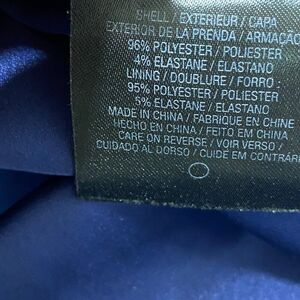 SHELL / EXTERIEUR / CAPA
EXTERIOR DE LA PRENDA / ARMAÇÃO
96% POLYESTER / POLIESTER
4% ELASTANE / ELASTANO
LINING / DOUBLURE / FORRO :
95% POLYESTER / POLIESTER
5% ELASTANE / ELASTANO
MADE IN CHINA / FABRIQUE EN CHINE
HECHO EN CHINA / FEITO EM CHINA
CARE ON REVERSE / VOIR VERSO /
CUIDADO AL DORSO / CUIDE EM CONTRÁRI